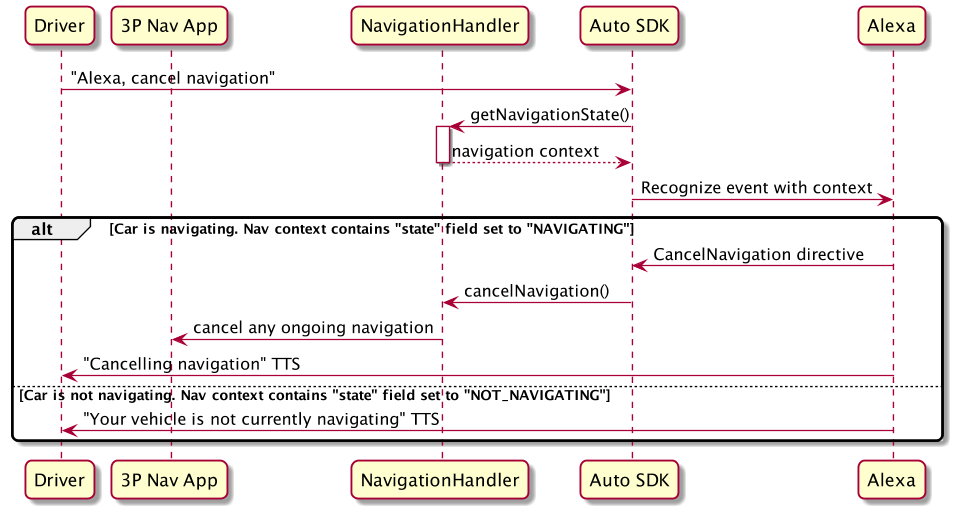 Driver 3P Nav App NavigationHandler Auto SDK Alexa
"Alexa, cancel navigation"
getNavigationState()
navigation context
Recognize event with context
alt [Car is navigating. Nav context contains "state" field set to "NAVIGATING"]
CancelNavigation directive
cancelNavigation()
cancel any ongoing navigation
"Cancelling navigation" TTS
[Car is not navigating. Nav context contains "state" field set to "NOT_NAVIGATING"]
"Your vehicle is not currently navigating" TTS
Driver 3P Nav App NavigationHandler Auto SDK Alexa